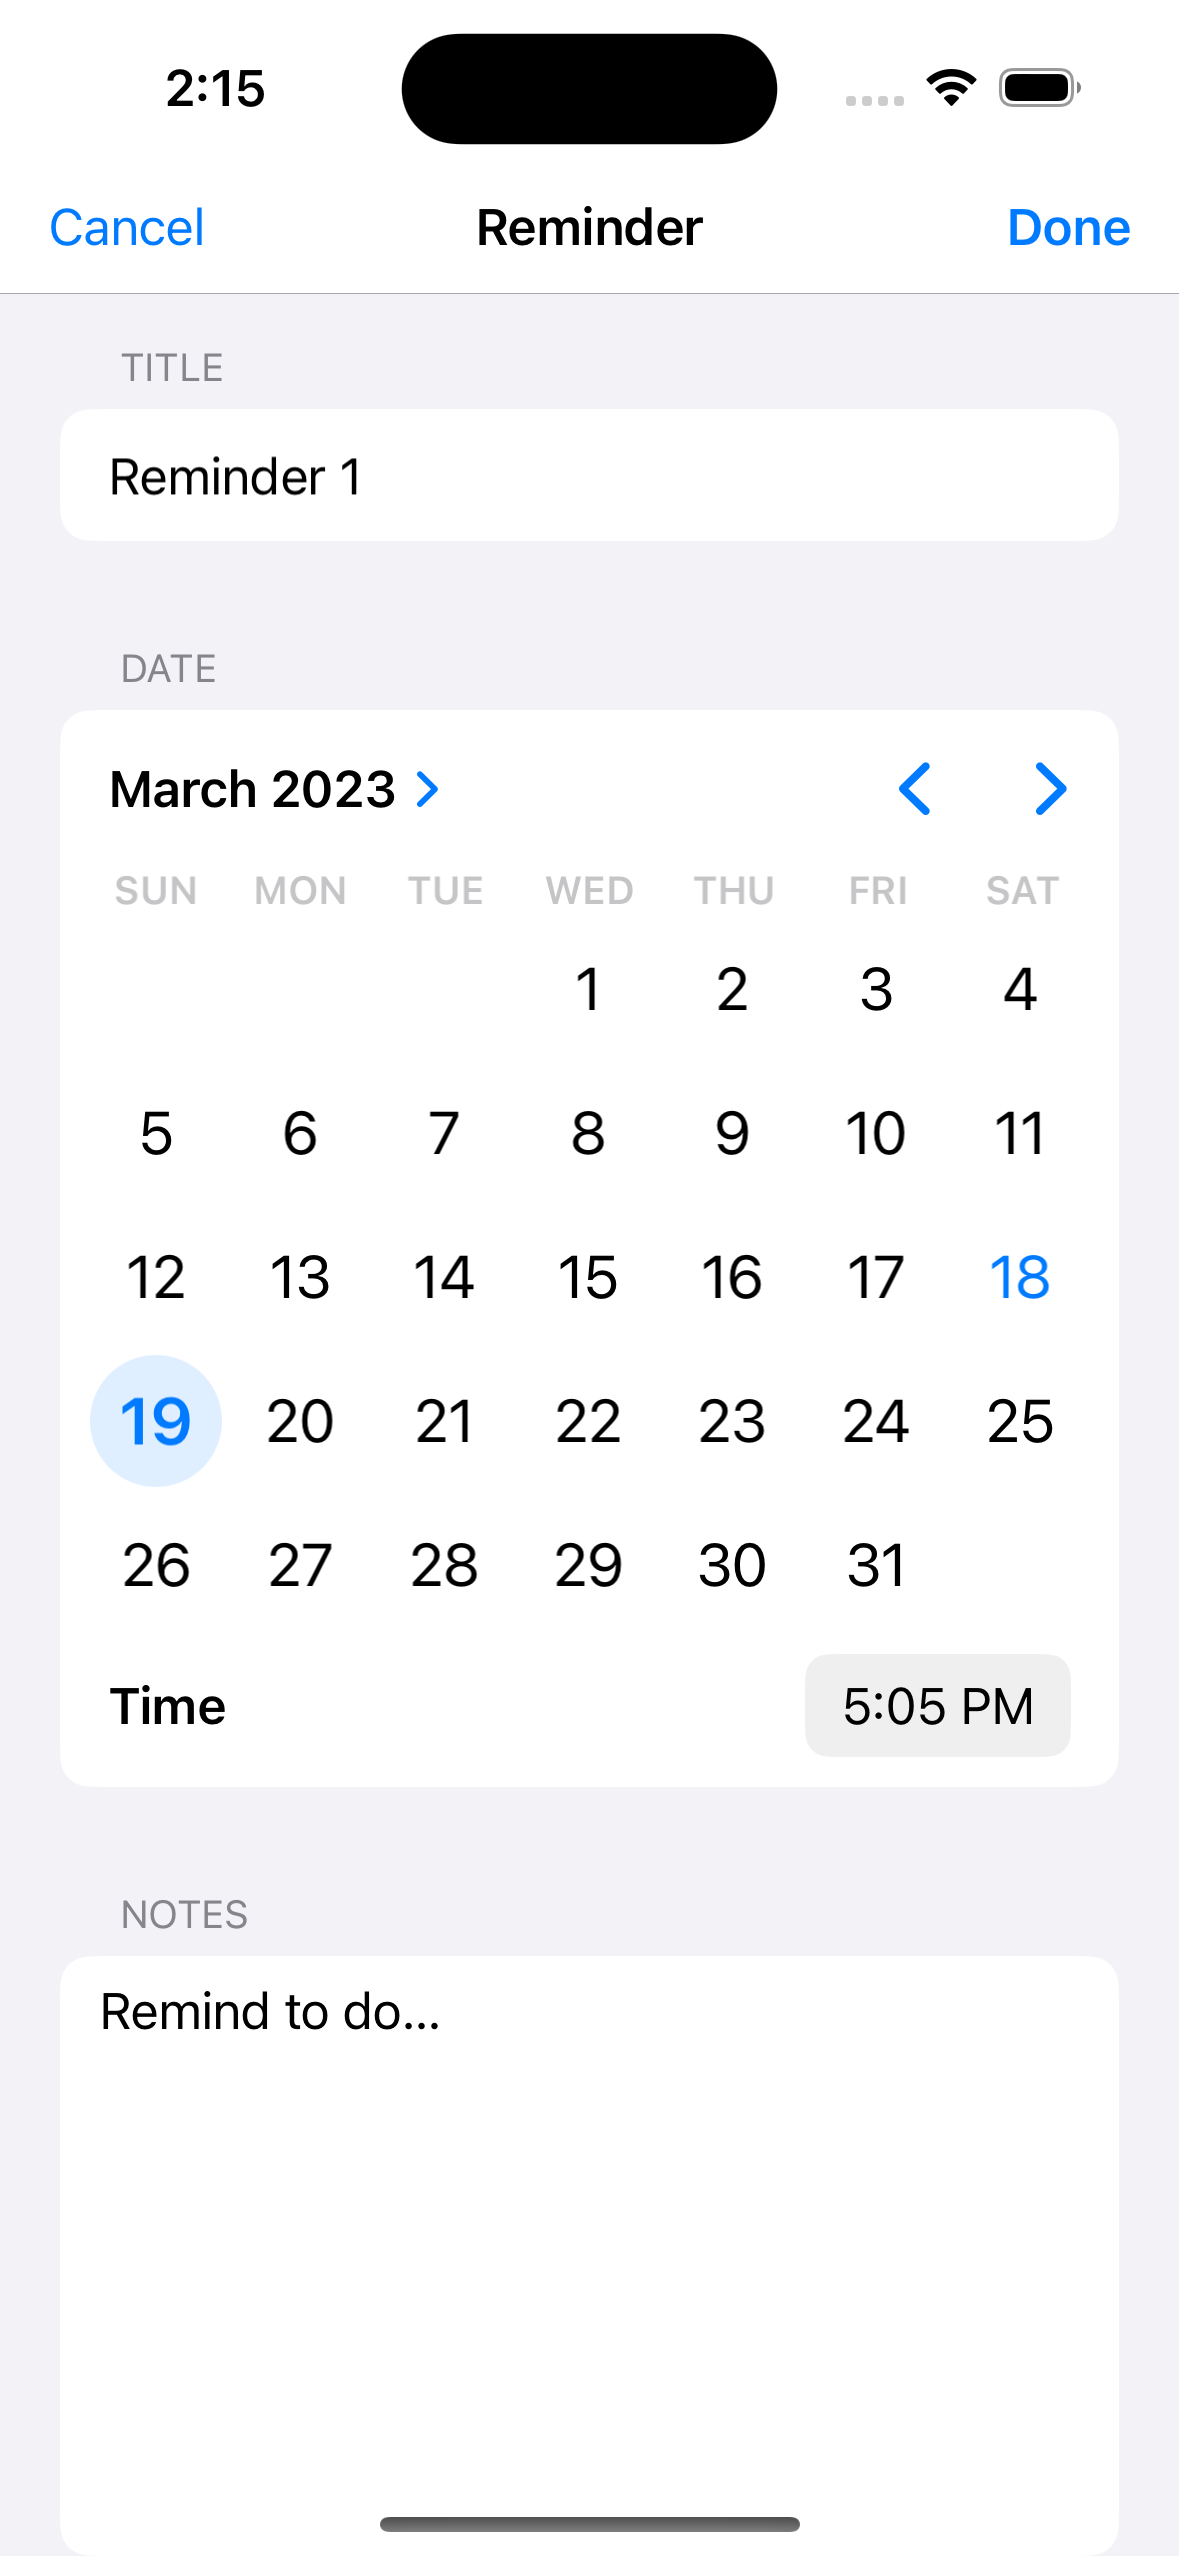 2:15
Cancel Reminder Done
TITLE
Reminder 1
DATE
March 2023
SUN MON TUE WED THU FRI SAT
1 2 3 4
5 6 7 8 9 10 11
12 13 14 15 16 17 18
19 20 21 22 23 24 25
26 27 28 29 30 31
Time 5:05 PM
NOTES
Remind to do...